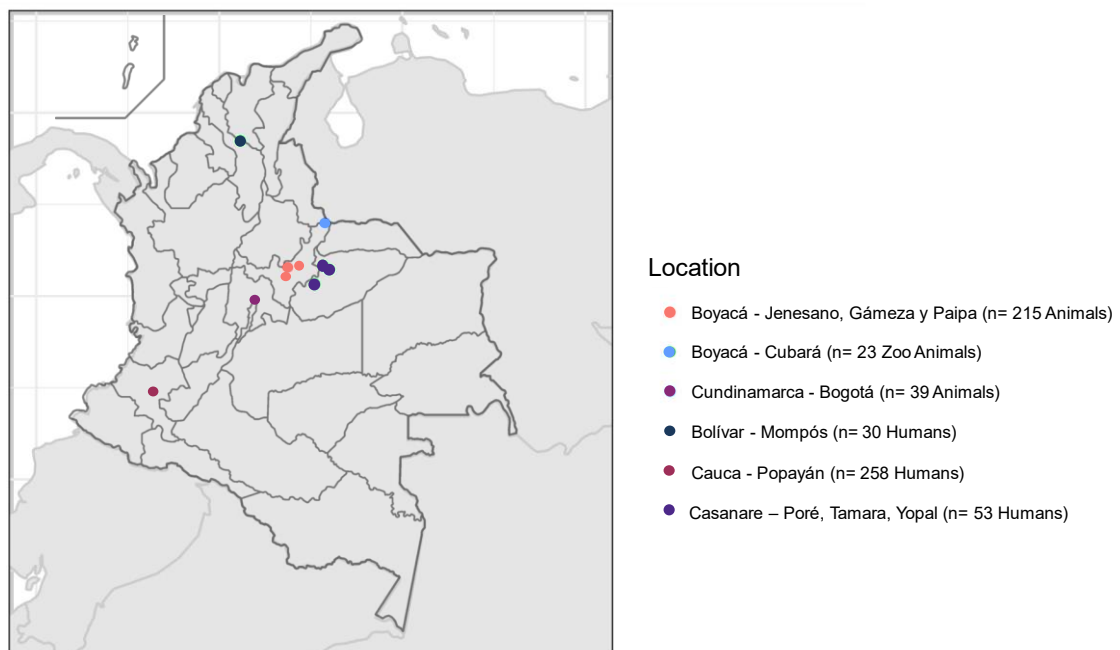 Location
Boyacá - Jenesano, Gámeza y Paipa (n= 215 Animals)
Boyacá - Cubará (n= 23 Zoo Animals)
Cundinamarca - Bogotá (n= 39 Animals)
Bolívar - Mompós (n= 30 Humans)
Cauca - Popayán (n= 258 Humans)
Casanare – Poré, Tamara, Yopal (n= 53 Humans)